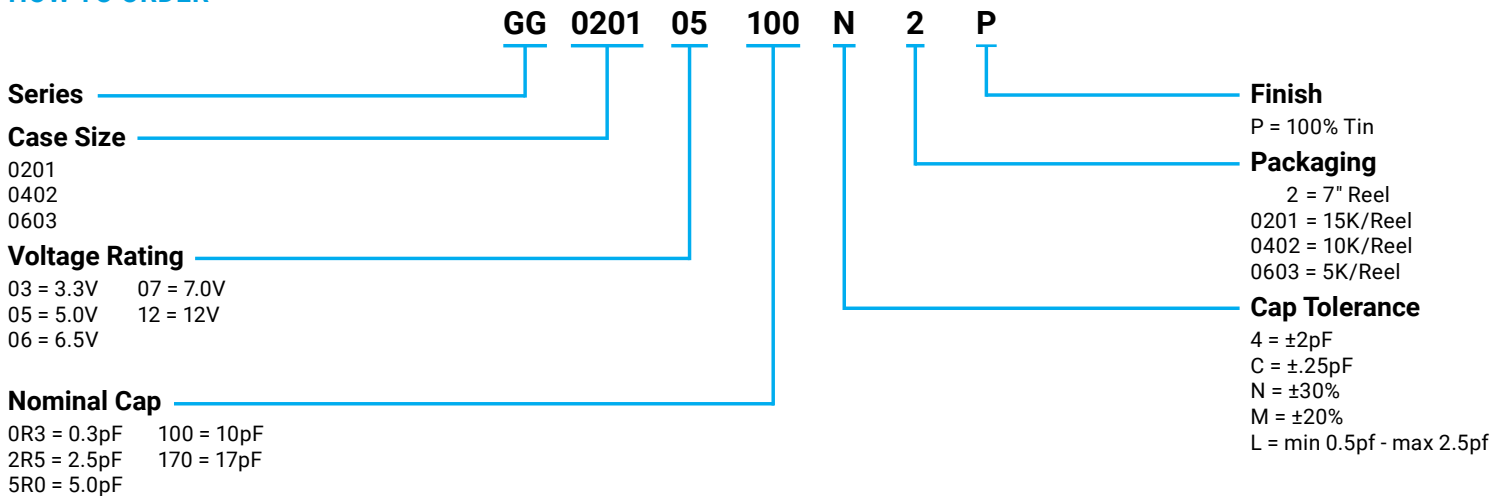 GG 0201 05 100 N 2 P
Series
Case Size
0201
0402
0603
Voltage Rating
03 = 3.3V 07 = 7.0V
05 = 5.0V 12 = 12V
06 = 6.5V
Nominal Cap
0R3 = 0.3pF 100 = 10pF
2R5 = 2.5pF 170 = 17pF
5R0 = 5.0pF
Finish
P = 100% Tin
Packaging
2 = 7" Reel
0201 = 15K/Reel
0402 = 10K/Reel
0603 = 5K/Reel
Cap Tolerance
4 = ±2pF
C = ±.25pF
N = ±30%
M = ±20%
L = min 0.5pf - max 2.5pf